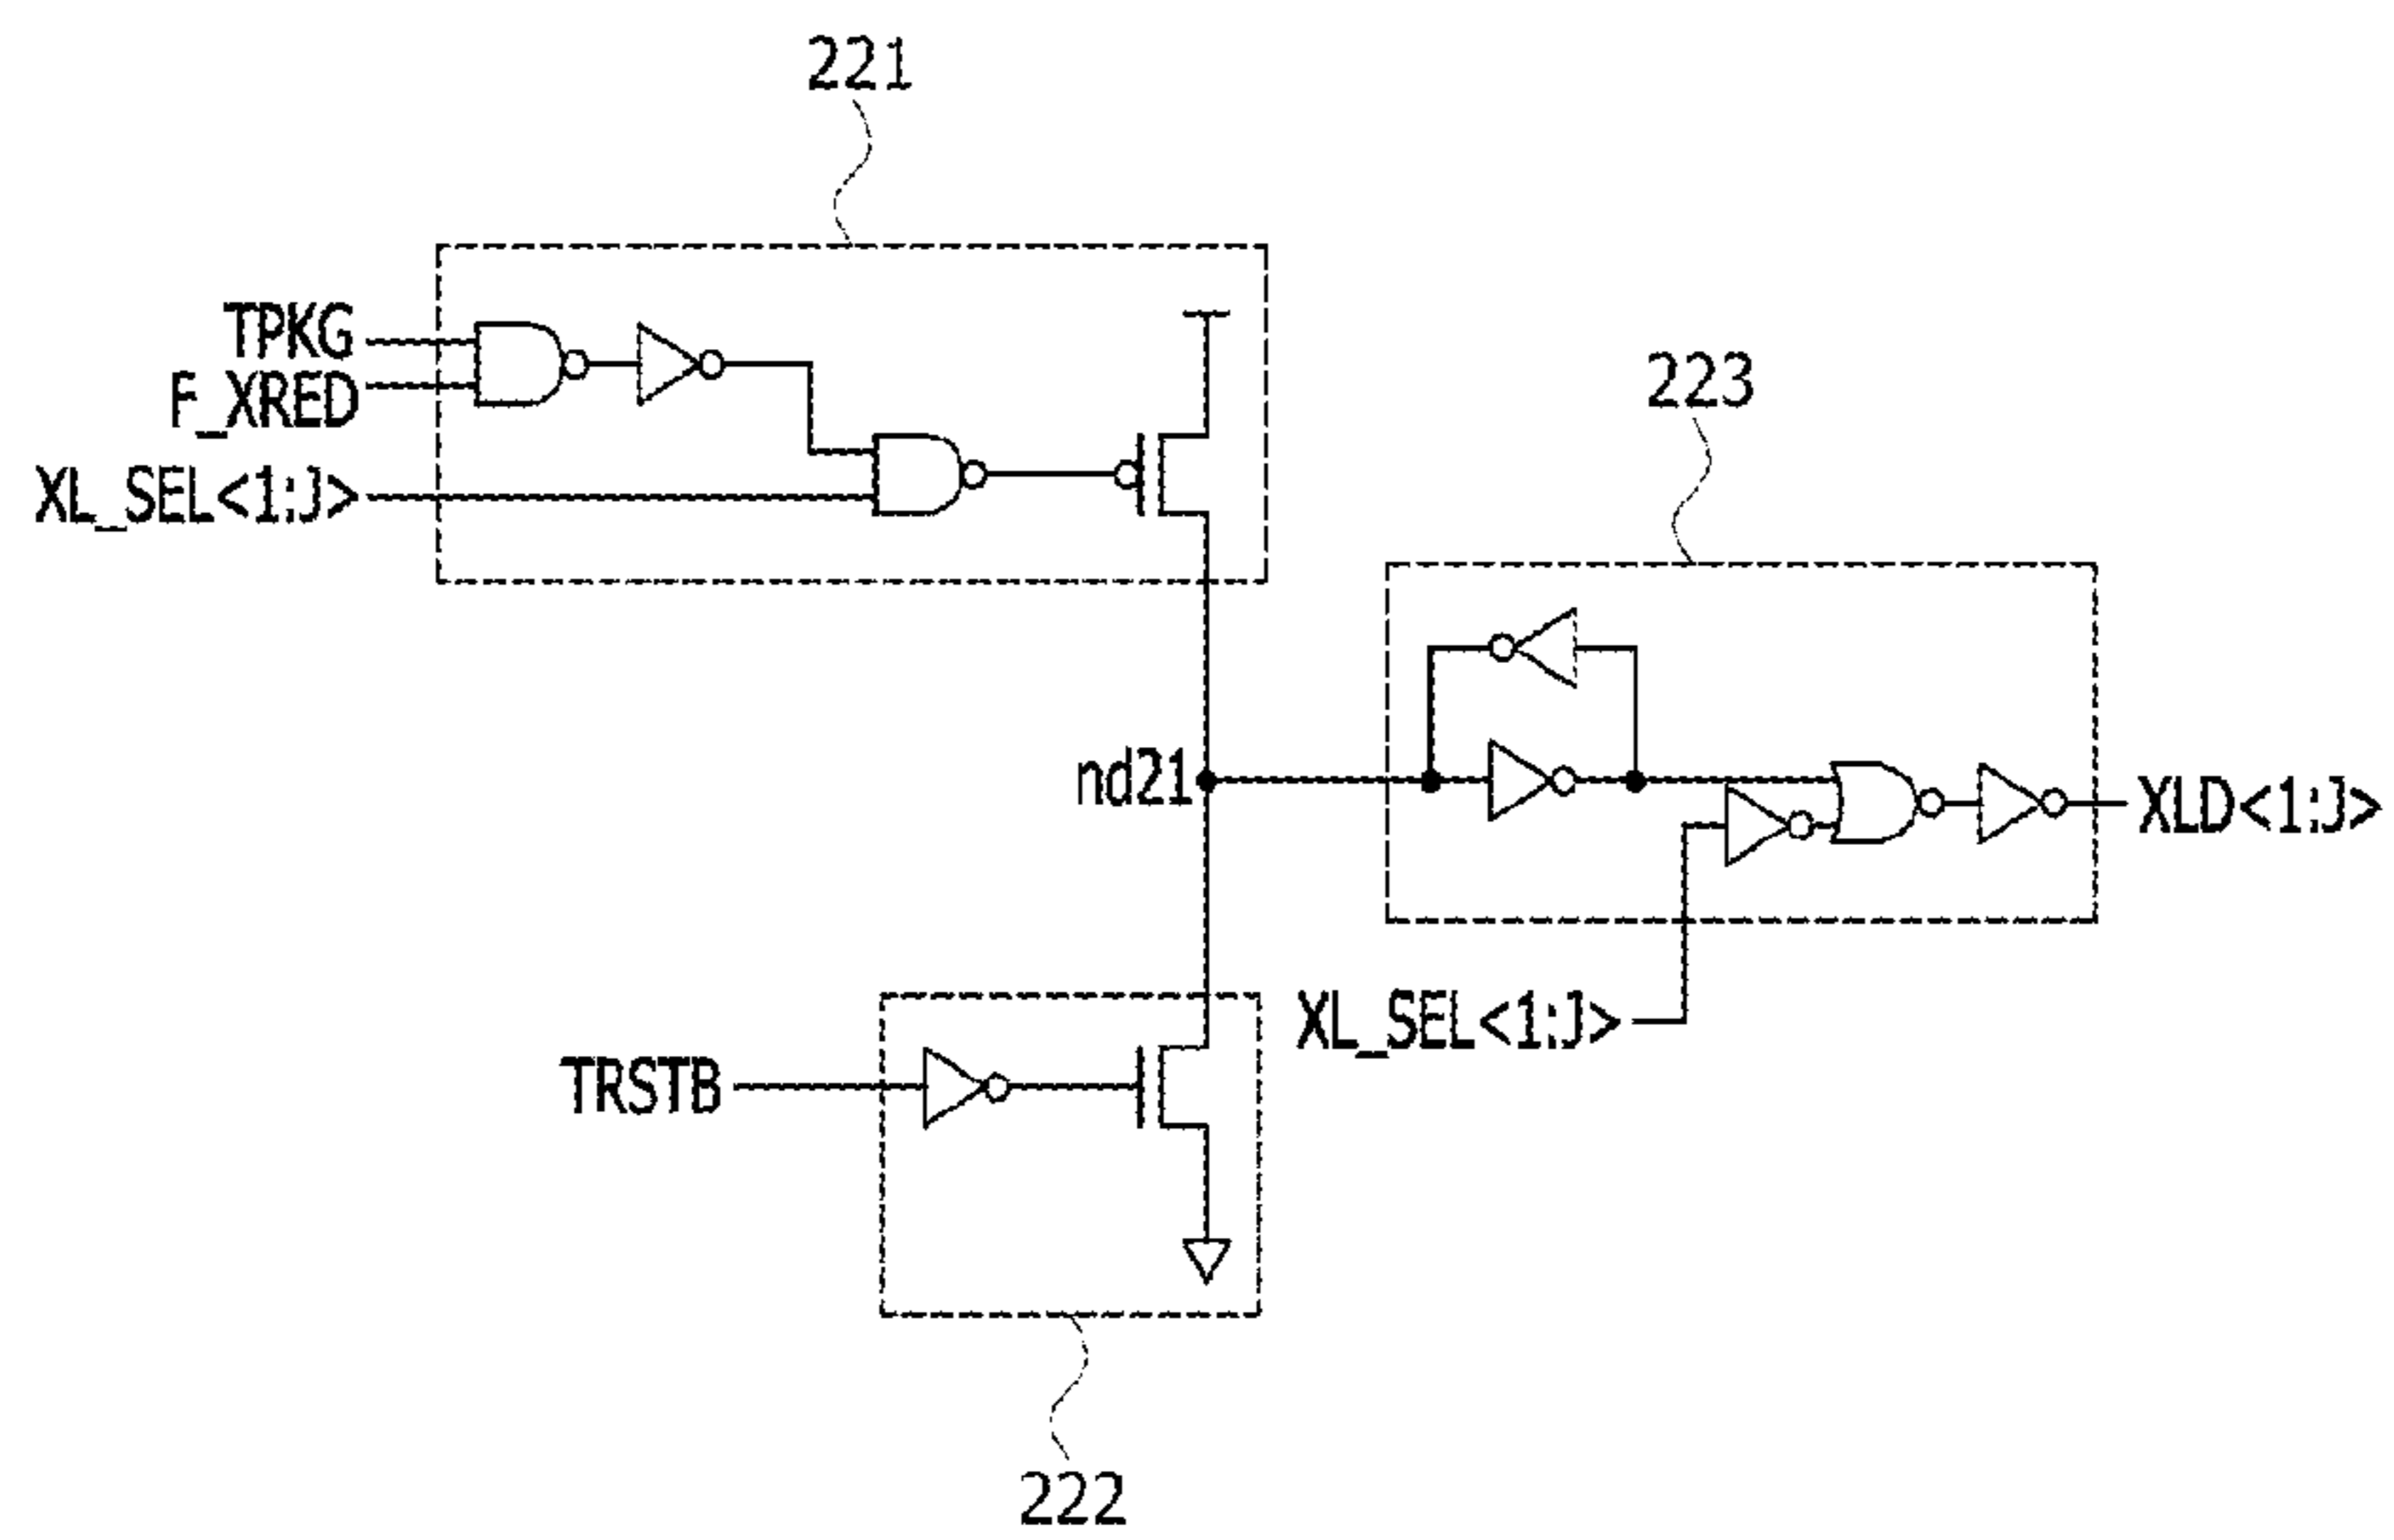 221
TPKG
F_XRED
XL_SEL<1:J>
223
nd21
XLD<1:J>
XL_SEL<1:J>
TRSTB
222